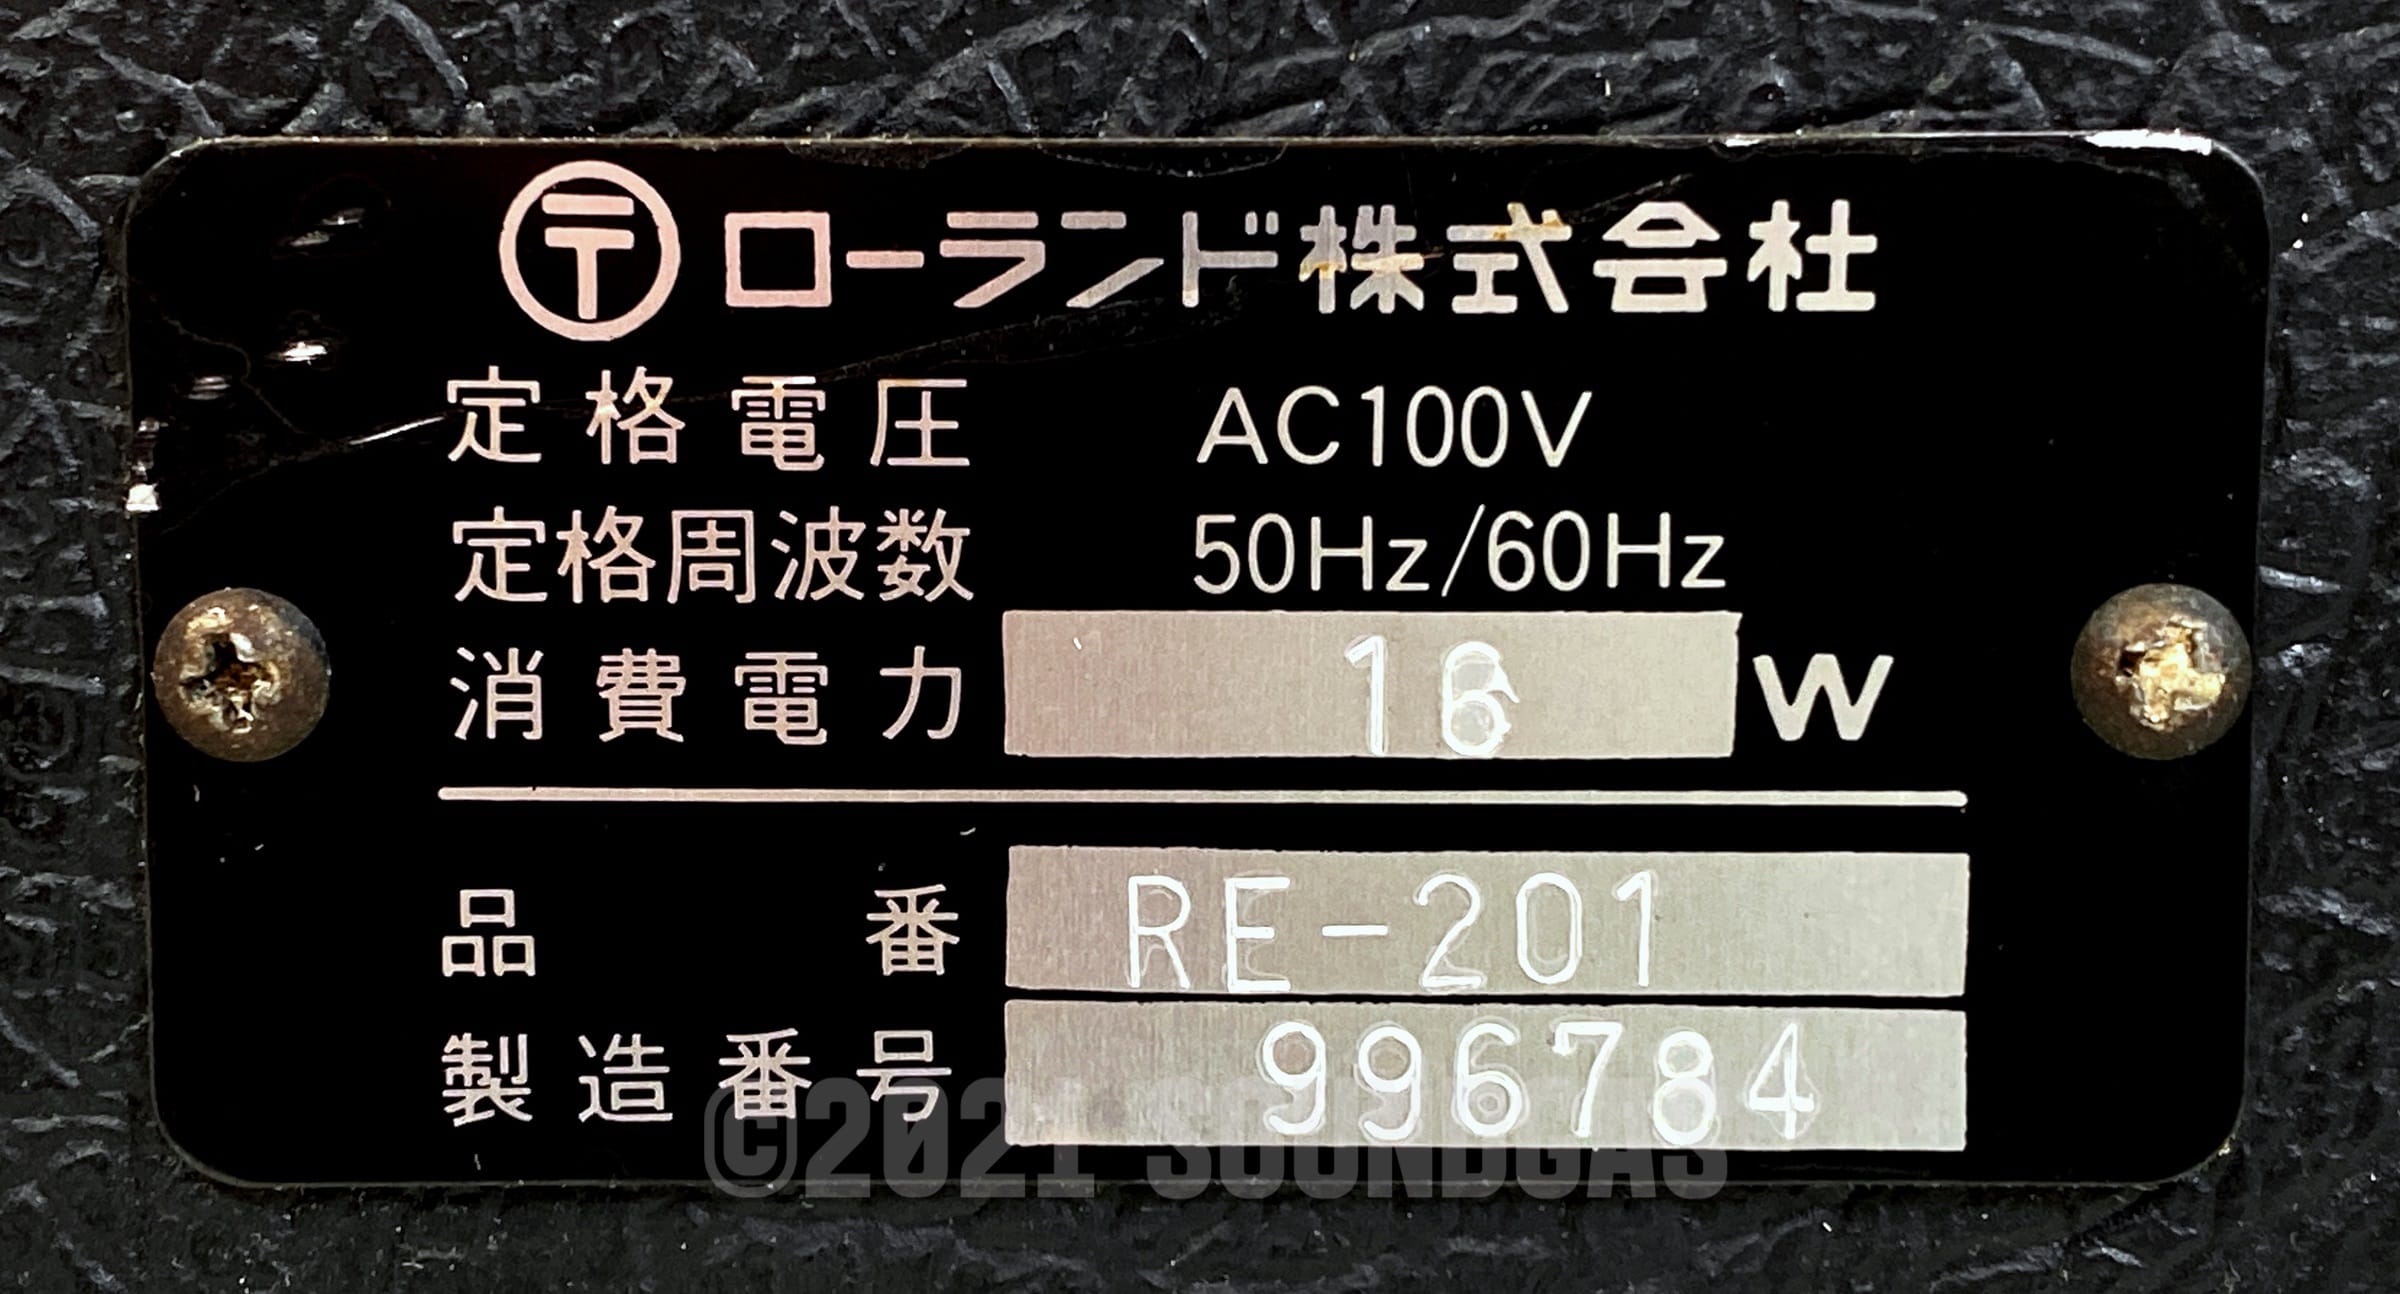 〒 ローランド株式会社
定格電圧 AC100V
定格周波数 50Hz/60Hz
消費電力 16 W
品番 RE-201
製造番号 996784
©2021 SOUNDGAS